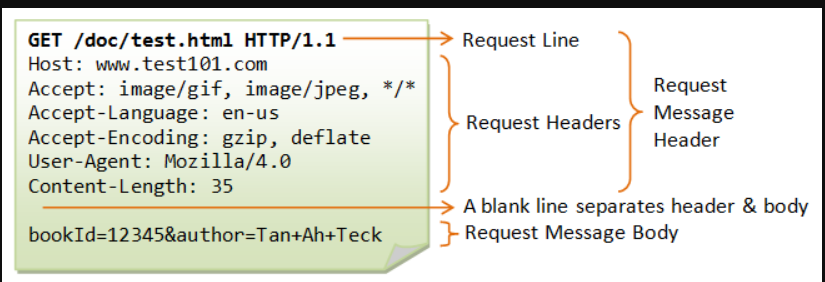 GET /doc/test.html HTTP/1.1
Host: www.test101.com
Accept: image/gif, image/jpeg, */*
Accept-Language: en-us
Accept-Encoding: gzip, deflate
User-Agent: Mozilla/4.0
Content-Length: 35
bookId=12345&author=Tan+Ah+Teck
Request Line
Request Headers
Request
Message
Header
A blank line separates header & body
Request Message Body